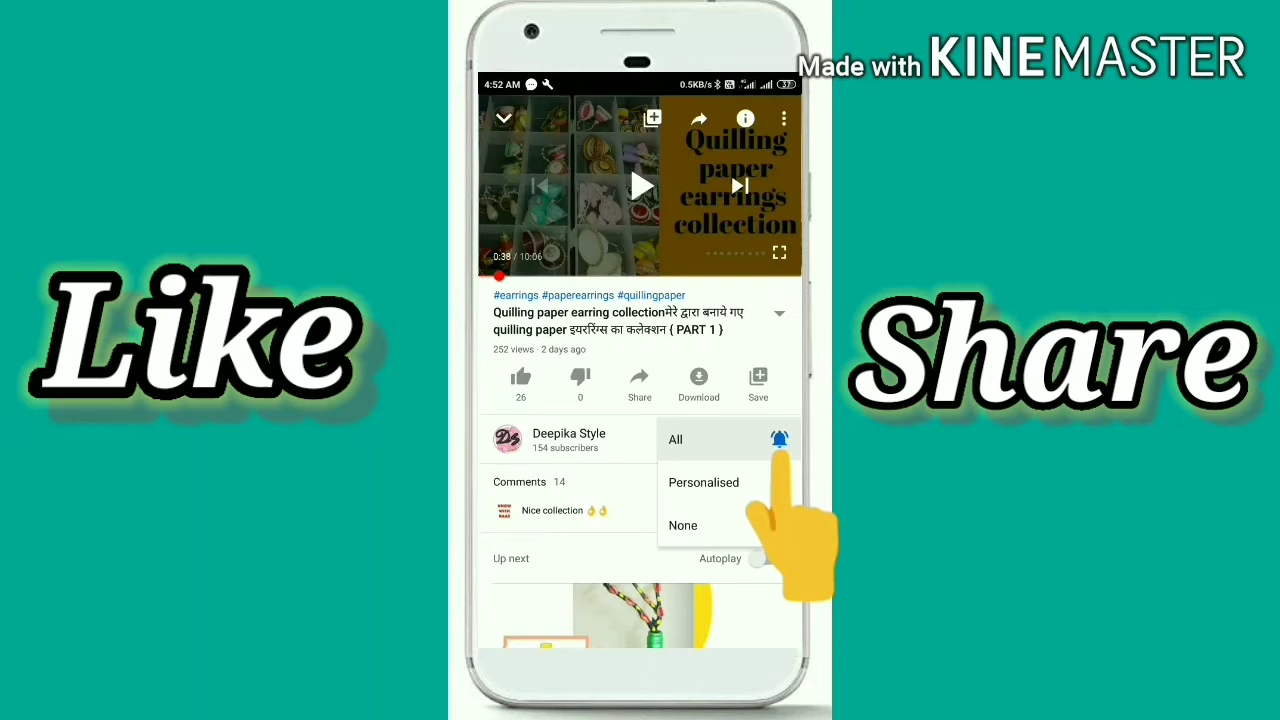 Made with KINEMASTER
4:52 AM 0.5KB/s 4G 37
Quilling
paper
earrings
collection
0:38 / 10:06
#earrings #paperearrings #quillingpaper
Quilling paper earring collectionमेरे द्वारा बनाये गए
quilling paper इयररिंग्स का कलेक्शन { PART 1 }
252 views · 2 days ago
26 0 Share Download Save
Like
Share
Deepika Style
154 subscribers
DS
All
Personalised
None
Comments 14
Nice collection 👌👌
Up next Autoplay